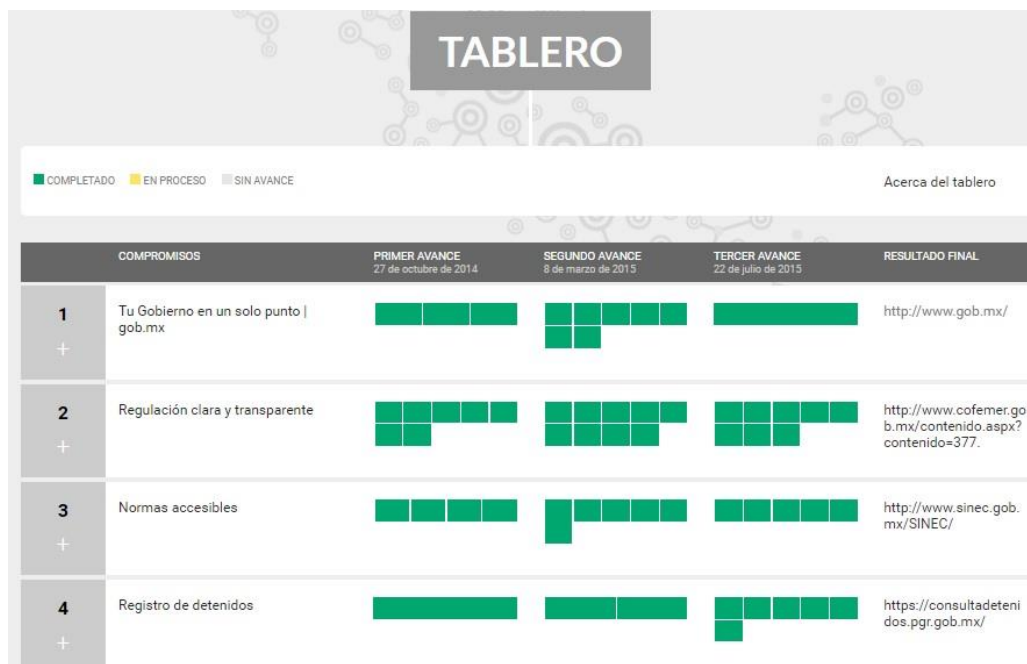 TABLERO
COMPLETADO EN PROCESO SIN AVANCE
Acerca del tablero
COMPROMISOS PRIMER AVANCE SEGUNDO AVANCE TERCER AVANCE RESULTADO FINAL
27 de octubre de 2014 8 de marzo de 2015 22 de julio de 2015
1 Tu Gobierno en un solo punto | http://www.gob.mx/
gob.mx
+
2 Regulación clara y transparente http://www.cofemer.go
b.mx/contenido.aspx?
+ contenido=377.
3 Normas accesibles http://www.sinec.gob.
mx/SINEC/
+
4 Registro de detenidos https://consultadeteni
dos.pgr.gob.mx/
+